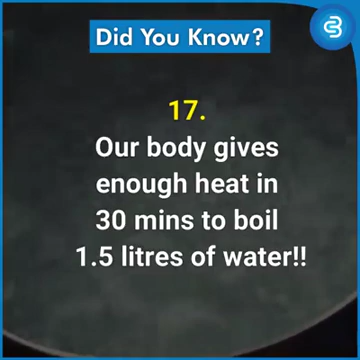 Did You Know?
17.
Our body gives
enough heat in
30 mins to boil
1.5 litres of water!!